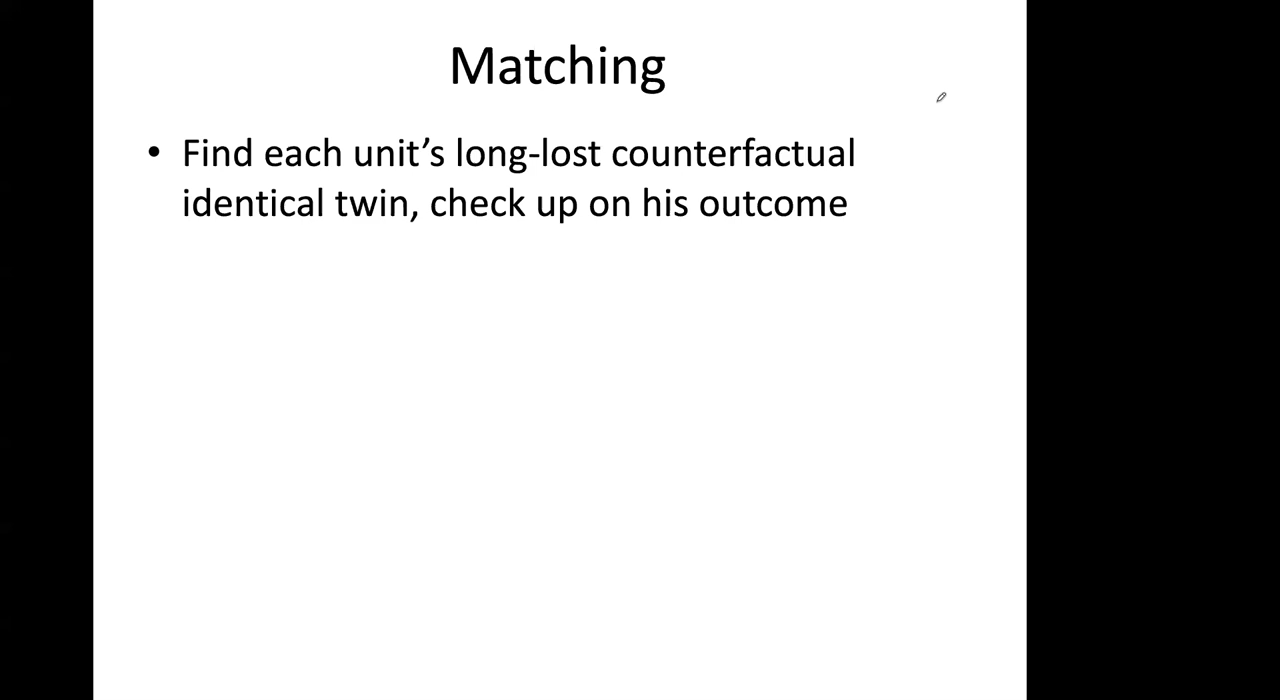 Matching
• Find each unit’s long-lost counterfactual
identical twin, check up on his outcome